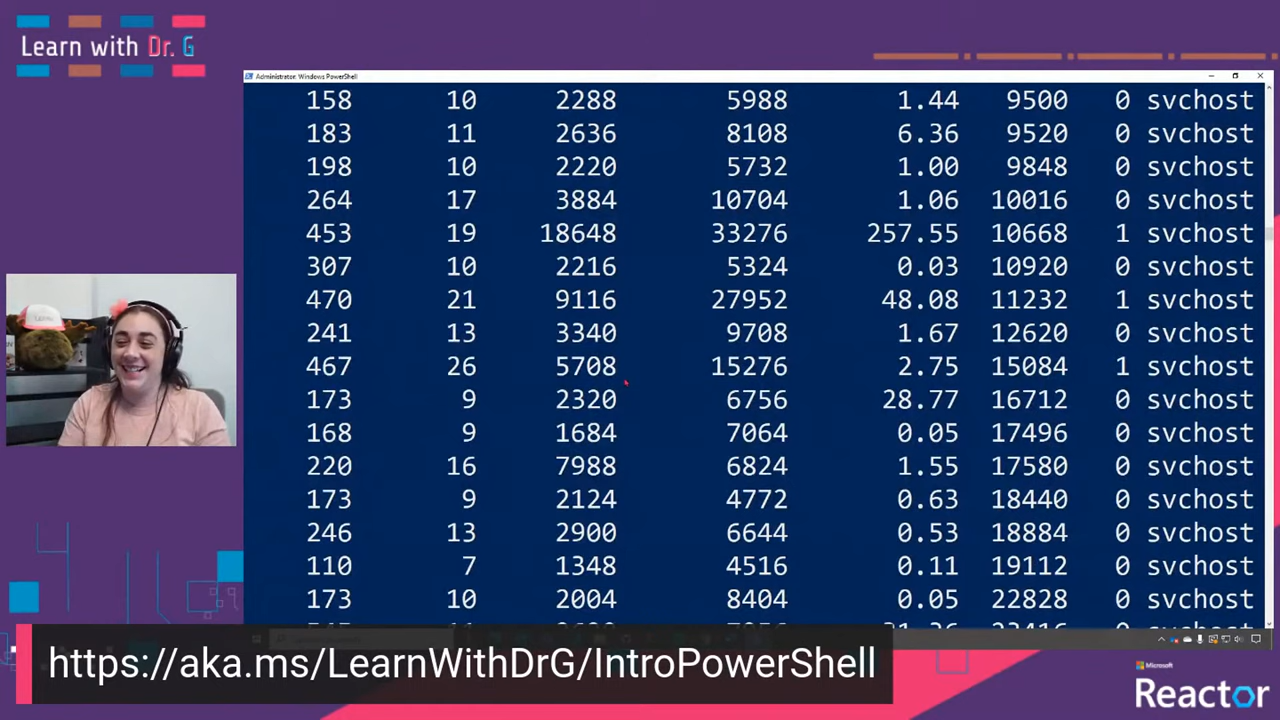 Learn with Dr. G
Administrator: Windows PowerShell
158 10 2288 5988 1.44 9500 0 svchost
183 11 2636 8108 6.36 9520 0 svchost
198 10 2220 5732 1.00 9848 0 svchost
264 17 3884 10704 1.06 10016 0 svchost
453 19 18648 33276 257.55 10668 1 svchost
307 10 2216 5324 0.03 10920 0 svchost
470 21 9116 27952 48.08 11232 1 svchost
241 13 3340 9708 1.67 12620 0 svchost
467 26 5708 15276 2.75 15084 1 svchost
173 9 2320 6756 28.77 16712 0 svchost
168 9 1684 7064 0.05 17496 0 svchost
220 16 7988 6824 1.55 17580 0 svchost
173 9 2124 4772 0.63 18440 0 svchost
246 13 2900 6644 0.53 18884 0 svchost
110 7 1348 4516 0.11 19112 0 svchost
173 10 2004 8404 0.05 22828 0 svchost
https://aka.ms/LearnWithDrG/IntroPowerShell
Microsoft
Reactor